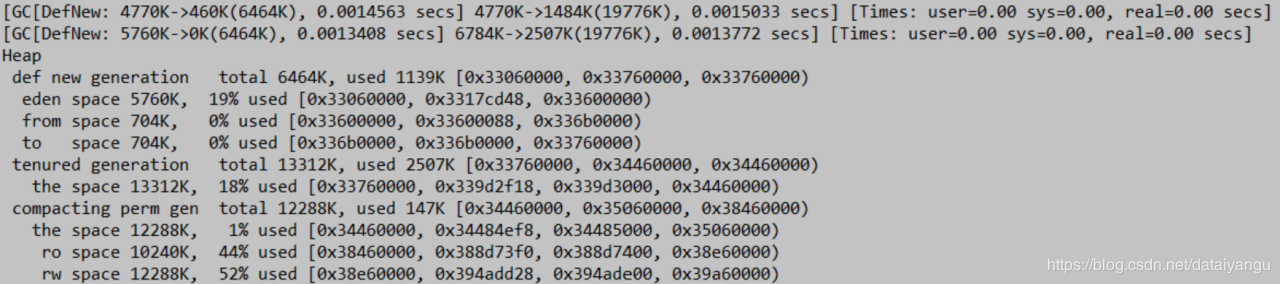 [GC[DefNew: 4770K->460K(6464K), 0.0014563 secs] 4770K->1484K(19776K), 0.0015033 secs] [Times: user=0.00 sys=0.00, real=0.00 secs]
[GC[DefNew: 5760K->0K(6464K), 0.0013408 secs] 6784K->2507K(19776K), 0.0013772 secs] [Times: user=0.00 sys=0.00, real=0.00 secs]
Heap
 def new generation   total 6464K, used 1139K [0x33060000, 0x33760000, 0x33760000)
  eden space 5760K,  19% used [0x33060000, 0x3317cd48, 0x33600000)
  from space 704K,   0% used [0x33600000, 0x33600088, 0x336b0000)
  to   space 704K,   0% used [0x336b0000, 0x336b0000, 0x33760000)
 tenured generation   total 13312K, used 2507K [0x33760000, 0x34460000, 0x34460000)
   the space 13312K,  18% used [0x33760000, 0x339d2f18, 0x339d3000, 0x34460000)
 compacting perm gen  total 12288K, used 147K [0x34460000, 0x35060000, 0x38460000)
   the space 12288K,   1% used [0x34460000, 0x34484ef8, 0x34485000, 0x35060000)
    ro space 10240K,  44% used [0x38460000, 0x388d73f0, 0x388d7400, 0x38e60000)
    rw space 12288K,  52% used [0x38e60000, 0x394add28, 0x394ade00, 0x39a60000)
https://blog.csdn.net/dataiyangu